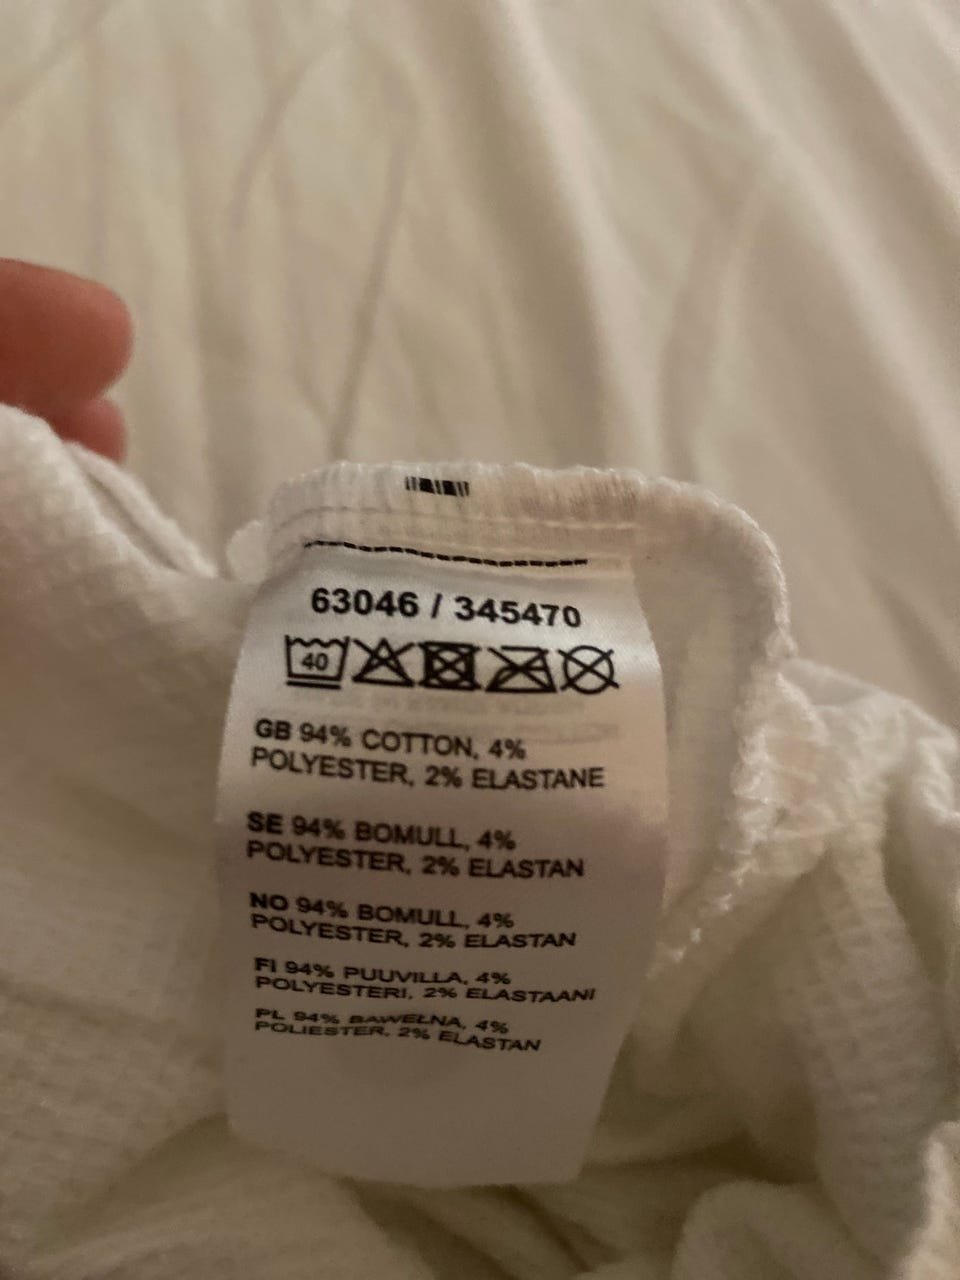 63046 / 345470
40
GB 94% COTTON, 4%
POLYESTER, 2% ELASTANE
SE 94% BOMULL, 4%
POLYESTER, 2% ELASTAN
NO 94% BOMULL, 4%
POLYESTER, 2% ELASTAN
FI 94% PUUVILLA, 4%
POLYESTERI, 2% ELASTAANI
PL 94% BAWEŁNA, 4%
POLIESTER, 2% ELASTAN